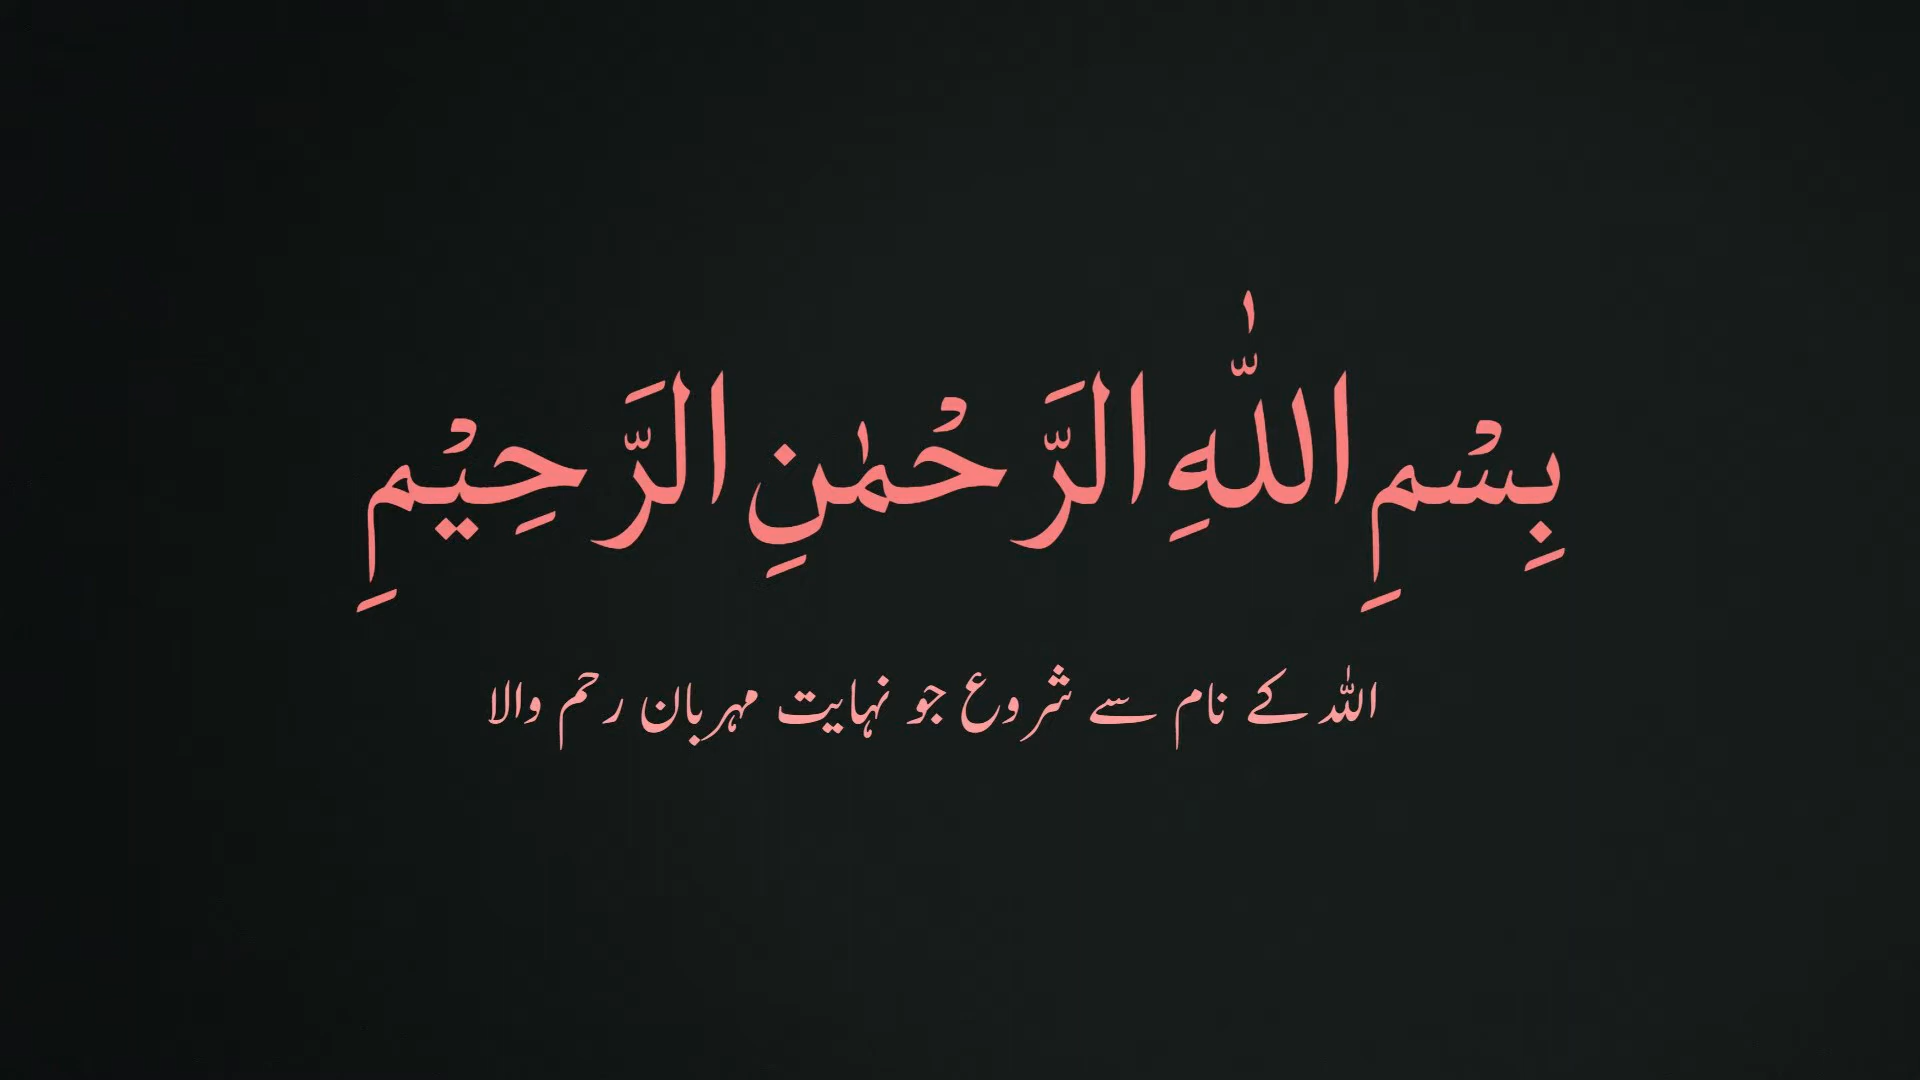 بِسْمِ اللّٰهِ الرَّحْمٰنِ الرَّحِيْمِ
اللہ کے نام سے شروع جو نہایت مہربان رحم والا